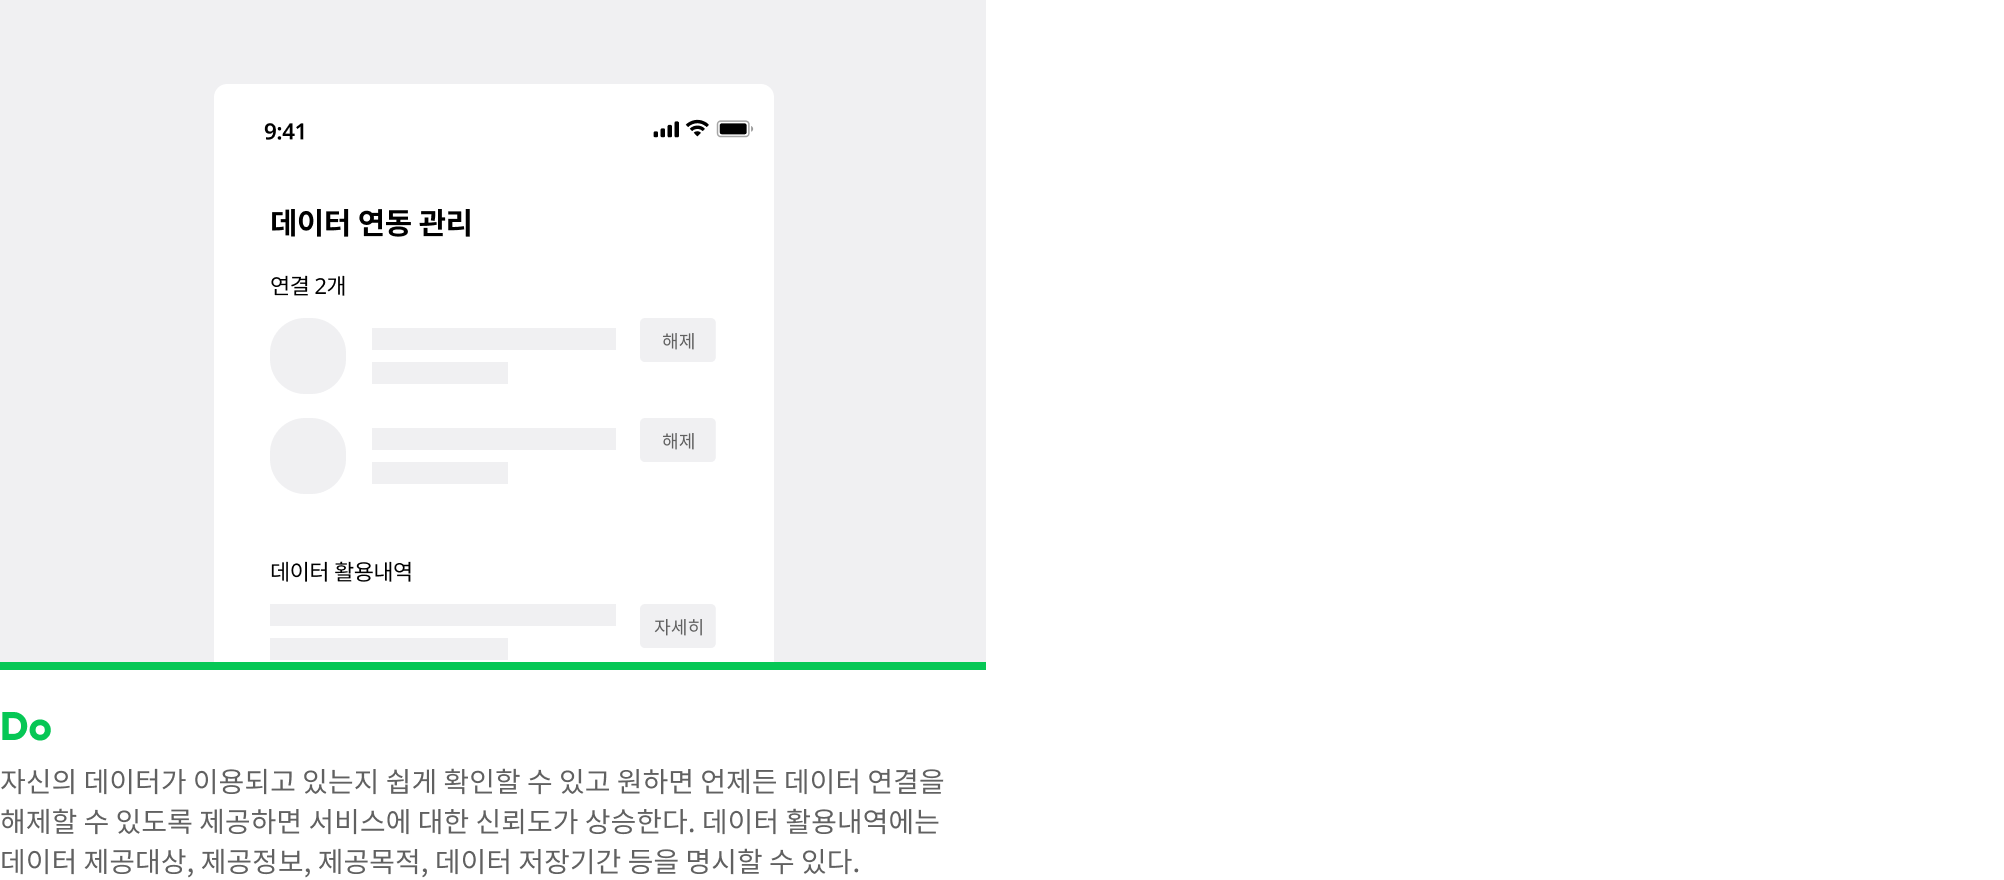 9:41
데이터 연동 관리
연결 2개
해제
해제
데이터 활용내역
자세히
Do
자신의 데이터가 이용되고 있는지 쉽게 확인할 수 있고 원하면 언제든 데이터 연결을
해제할 수 있도록 제공하면 서비스에 대한 신뢰도가 상승한다. 데이터 활용내역에는
데이터 제공대상, 제공정보, 제공목적, 데이터 저장기간 등을 명시할 수 있다.